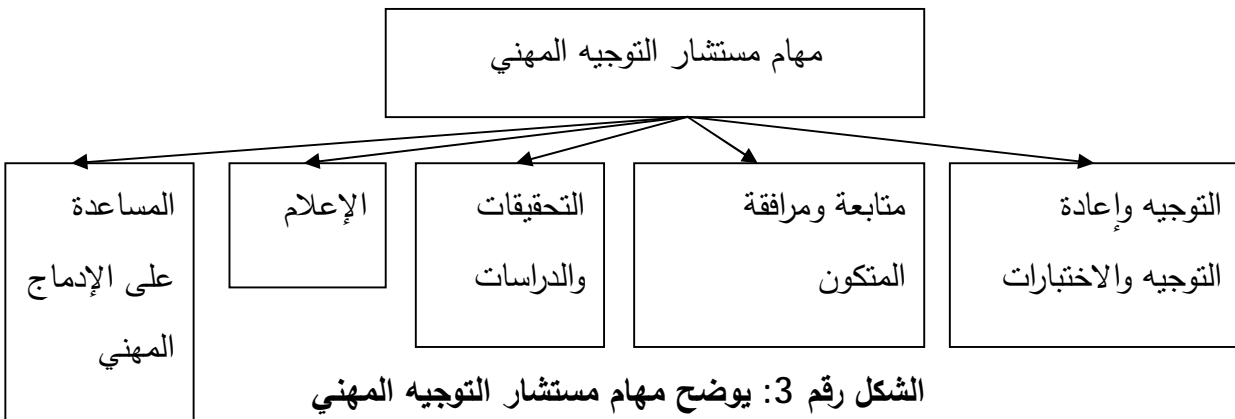 مهام مستشار التوجيه المهني
التوجيه وإعادة
التوجيه والاختبارات
متابعة ومرافقة
المتكون
التحقيقات
والدراسات
الإعلام
المساعدة
على الإدماج
المهني
الشكل رقم 3: يوضح مهام مستشار التوجيه المهني